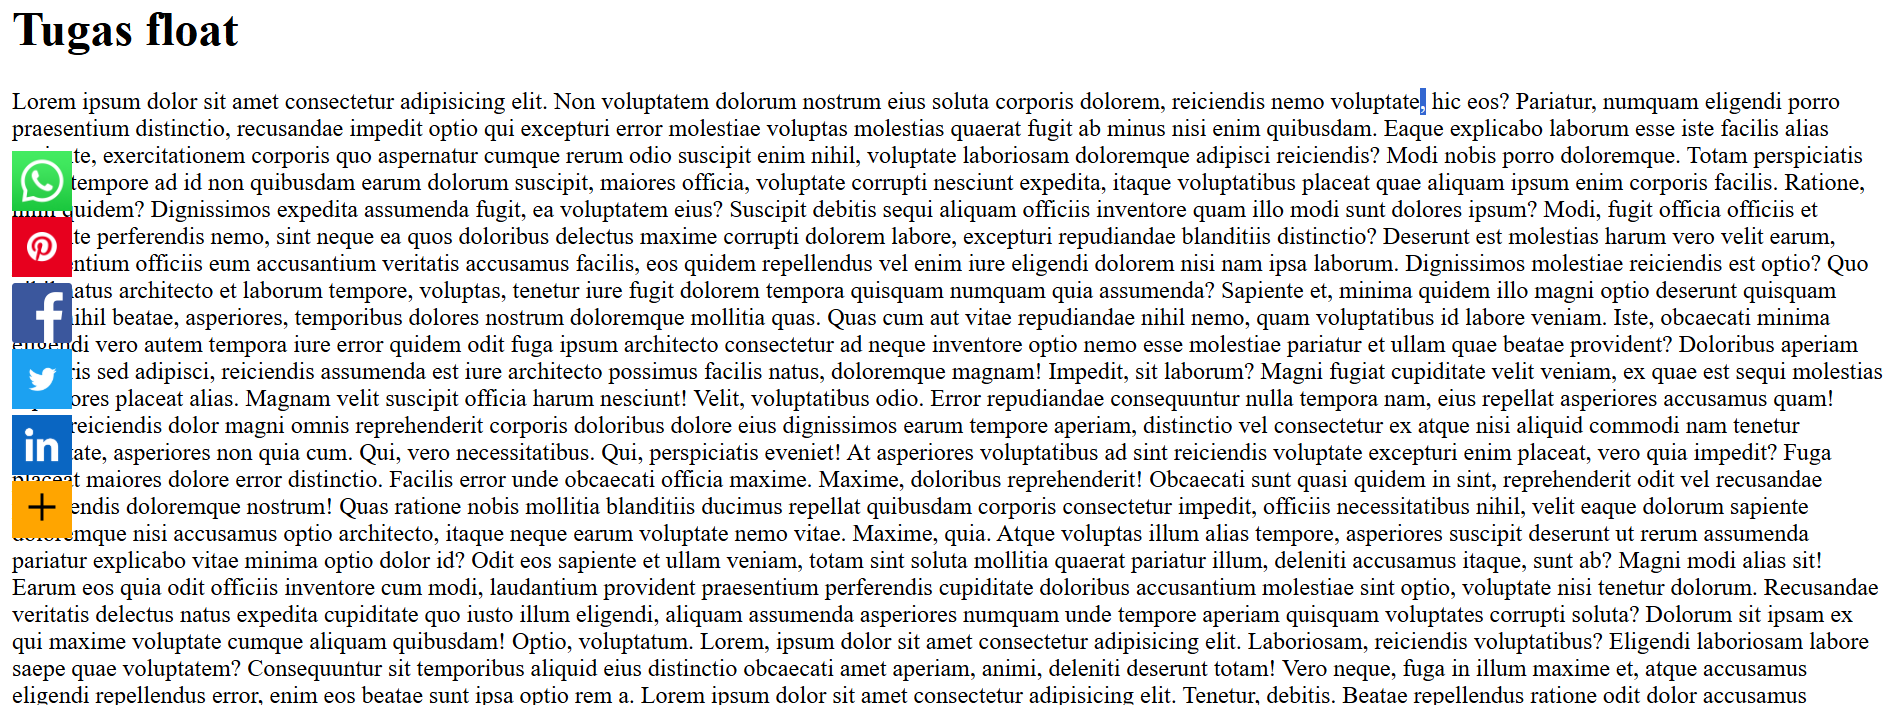 Tugas float
Lorem ipsum dolor sit amet consectetur adipisicing elit. Non voluptatem dolorum nostrum eius soluta corporis dolorem, reiciendis nemo voluptate, hic eos? Pariatur, numquam eligendi porro
praesentium distinctio, recusandae impedit optio qui excepturi error molestiae voluptas molestias quaerat fugit ab minus nisi enim quibusdam. Eaque explicabo laborum esse iste facilis alias
exercitationem corporis quo aspernatur cumque rerum odio suscipit enim nihil, voluptate laboriosam doloremque adipisci reiciendis? Modi nobis porro doloremque. Totam perspiciatis
tempore ad id non quibusdam earum dolorum suscipit, maiores officia, voluptate corrupti nesciunt expedita, itaque voluptatibus placeat quae aliquam ipsum enim corporis facilis. Ratione,
quidem? Dignissimos expedita assumenda fugit, ea voluptatem eius? Suscipit debitis sequi aliquam officiis inventore quam illo modi sunt dolores ipsum? Modi, fugit officia officiis et
perferendis nemo, sint neque ea quos doloribus delectus maxime corrupti dolorem labore, excepturi repudiandae blanditiis distinctio? Deserunt est molestias harum vero velit earum,
officiis eum accusantium veritatis accusamus facilis, eos quidem repellendus vel enim iure eligendi dolorem nisi nam ipsa laborum. Dignissimos molestiae reiciendis est optio? Quo
architecto et laborum tempore, voluptas, tenetur iure fugit dolorem tempora quisquam numquam quia assumenda? Sapiente et, minima quidem illo magni optio deserunt quisquam
nihil beatae, asperiores, temporibus dolores nostrum doloremque mollitia quas. Quas cum aut vitae repudiandae nihil nemo, quam voluptatibus id labore veniam. Iste, obcaecati minima
eligendi vero autem tempora iure error quidem odit fuga ipsum architecto consectetur ad neque inventore optio nemo esse molestiae pariatur et ullam quae beatae provident? Doloribus aperiam
sed adipisci, reiciendis assumenda est iure architecto possimus facilis natus, doloremque magnam! Impedit, sit laborum? Magni fugiat cupiditate velit veniam, ex quae est sequi molestias
placeat alias. Magnam velit suscipit officia harum nesciunt! Velit, voluptatibus odio. Error repudiandae consequuntur nulla tempora nam, eius repellat asperiores accusamus quam!
reiciendis dolor magni omnis reprehenderit corporis doloribus dolore eius dignissimos earum tempore aperiam, distinctio vel consectetur ex atque nisi aliquid commodi nam tenetur
asperiores non quia cum. Qui, vero necessitatibus. Qui, perspiciatis eveniet! At asperiores voluptatibus ad sint reiciendis voluptate excepturi enim placeat, vero quia impedit? Fuga
placeat maiores dolore error distinctio. Facilis error unde obcaecati officia maxime. Maxime, doloribus reprehenderit! Obcaecati sunt quasi quidem in sint, reprehenderit odit vel recusandae
doloremque nostrum! Quas ratione nobis mollitia blanditiis ducimus repellat quibusdam corporis consectetur impedit, officiis necessitatibus nihil, velit eaque dolorum sapiente
doloremque nisi accusamus optio architecto, itaque neque earum voluptate nemo vitae. Maxime, quia. Atque voluptas illum alias tempore, asperiores suscipit deserunt ut rerum assumenda
pariatur explicabo vitae minima optio dolor id? Odit eos sapiente et ullam veniam, totam sint soluta mollitia quaerat pariatur illum, deleniti accusamus itaque, sunt ab? Magni modi alias sit!
Earum eos quia odit officiis inventore cum modi, laudantium provident praesentium perferendis cupiditate doloribus accusantium molestiae sint optio, voluptate nisi tenetur dolorum. Recusandae
veritatis delectus natus expedita cupiditate quo iusto illum eligendi, aliquam assumenda asperiores numquam unde tempore aperiam quisquam voluptates corrupti soluta? Dolorum sit ipsam ex
qui maxime voluptate cumque aliquam quibusdam! Optio, voluptatum. Lorem, ipsum dolor sit amet consectetur adipisicing elit. Laboriosam, reiciendis voluptatibus? Eligendi laboriosam labore
saepe quae voluptatem? Consequuntur sit temporibus aliquid eius distinctio obcaecati amet aperiam, animi, deleniti deserunt totam! Vero neque, fuga in illum maxime et, atque accusamus
eligendi repellendus error, enim eos beatae sunt ipsa optio rem a. Lorem ipsum dolor sit amet consectetur adipisicing elit. Tenetur, debitis. Beatae repellendus ratione odit dolor accusamus